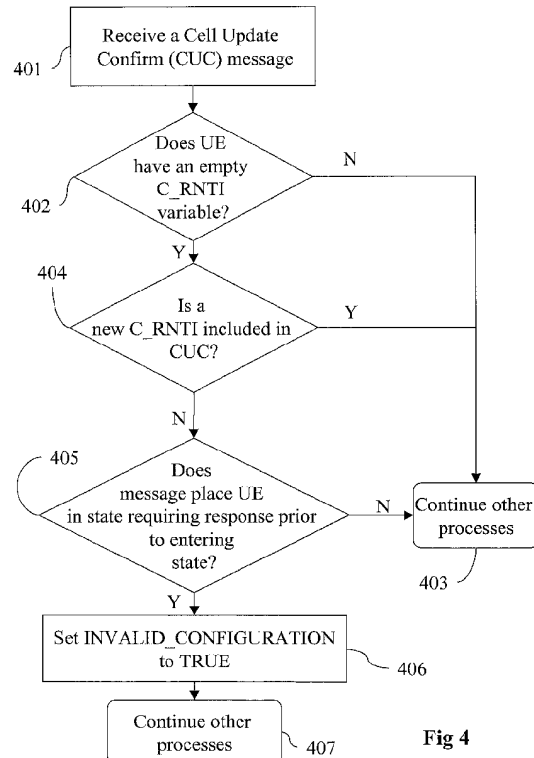 Receive a Cell Update
Confirm (CUC) message
401
Does UE
have an empty
C_RNTI
variable?
N
402
Y
404
Is a
new C_RNTI included in
CUC?
Y
N
405
Does
message place UE
in state requiring response prior
to entering
state?
N
Continue other
processes
403
Y
Set INVALID_CONFIGURATION
to TRUE
406
Continue other
processes
407
Fig 4